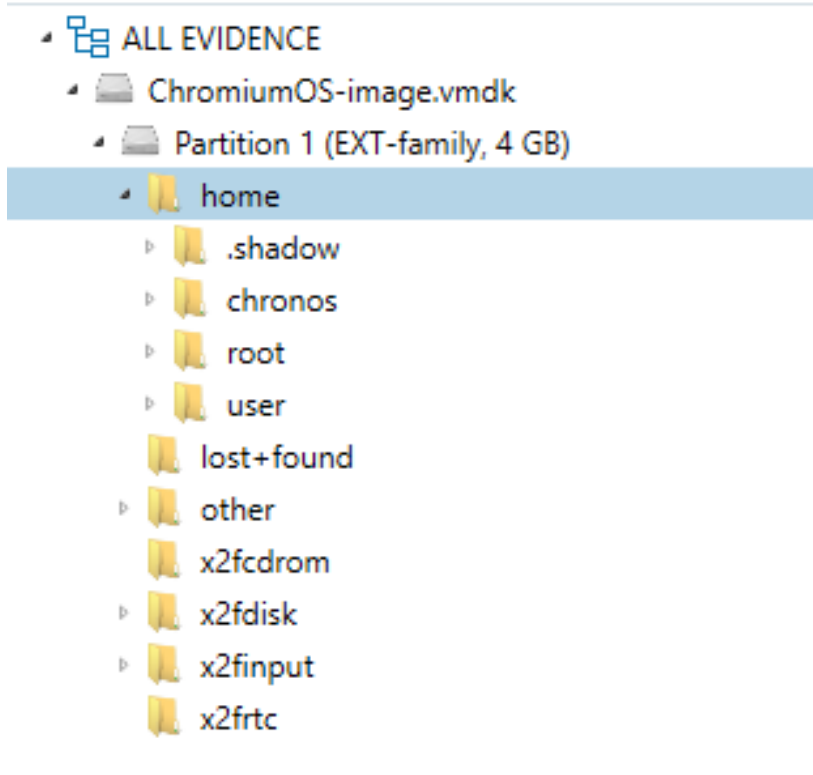 ALL EVIDENCE
ChromiumOS-image.vmdk
Partition 1 (EXT-family, 4 GB)
home
.shadow
chronos
root
user
lost+found
other
x2fcdrom
x2fdisk
x2finput
x2frtc